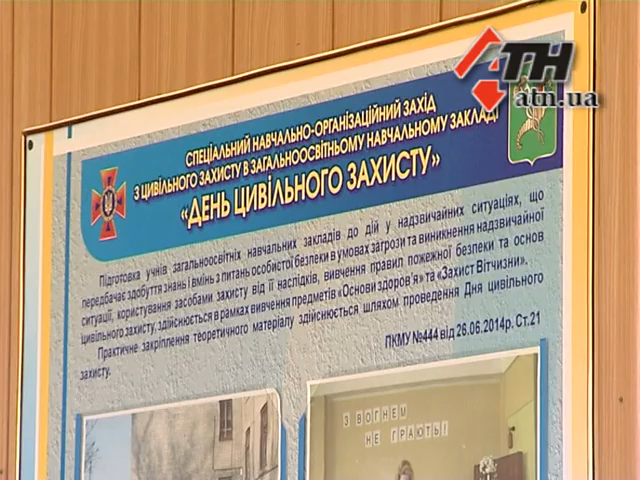 АТН
atn.ua
СПЕЦІАЛЬНИЙ НАВЧАЛЬНО-ОРГАНІЗАЦІЙНИЙ ЗАХІД
З ЦИВІЛЬНОГО ЗАХИСТУ В ЗАГАЛЬНООСВІТНЬОМУ НАВЧАЛЬНОМУ ЗАКЛАДІ
«ДЕНЬ ЦИВІЛЬНОГО ЗАХИСТУ»
Підготовка учнів загальноосвітніх навчальних закладів до дій у надзвичайних ситуаціях, що
передбачає здобуття знань і вмінь з питань особистої безпеки в умовах загрози та виникнення надзвичайної
ситуації, користування засобами захисту від її наслідків, вивчення правил пожежної безпеки та основ
цивільного захисту, здійснюється в рамках вивчення предметів «Основи здоров'я» та «Захист Вітчизни».
Практичне закріплення теоретичного матеріалу здійснюється шляхом проведення Дня цивільного
захисту.
ПКМУ №444 від 26.06.2014р. Ст.21
З ВОГНЕМ
НЕ ГРАЮТЬ!